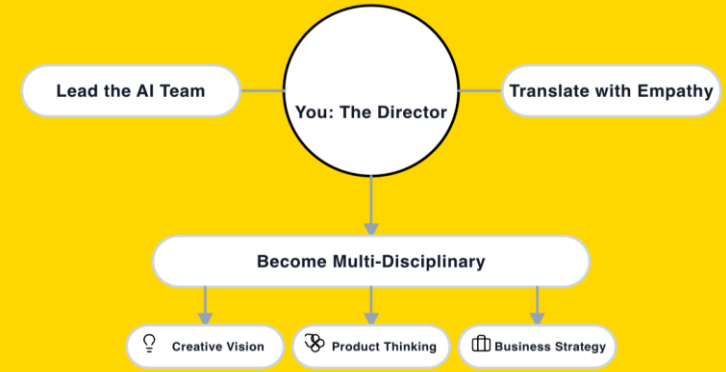 Lead the AI Team
You: The Director
Translate with Empathy
Become Multi-Disciplinary
Creative Vision
Product Thinking
Business Strategy